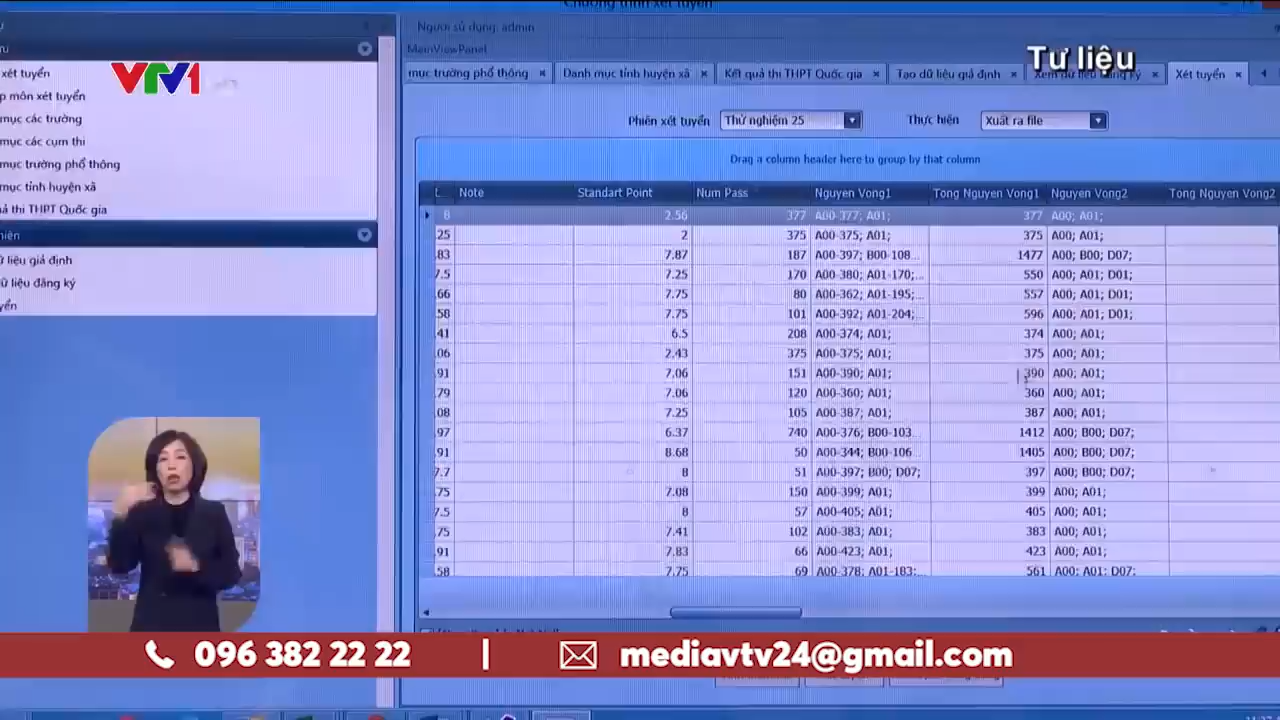 Chương trình xét tuyển
Người sử dụng: admin
MainViewPanel
VTV1
Tư liệu
mục trường phổ thông
Danh mục tỉnh huyện xã
Kết quả thi THPT Quốc gia
Tạo dữ liệu giả định
Xét tuyển
xét tuyển
p môn xét tuyển
mục các trường
mục các cụm thi
mục trường phổ thông
mục tỉnh huyện xã
ả thi THPT Quốc gia
liệu giả định
ữ liệu đăng ký
yển
Phiên xét tuyển Thử nghiệm 25 Thực hiện Xuất ra file
Drag a column header here to group by that column
Note Standart Point Num Pass Nguyen Vong1 Tong Nguyen Vong1 Nguyen Vong2 Tong Nguyen Vong2
8 2.56 377 A00-377; A01; 377 A00; A01;
25 2 375 A00-375; A01; 375 A00; A01;
.83 7.87 187 A00-397; B00-108... 1477 A00; B00; D07;
7.5 7.25 170 A00-380; A01-170;... 550 A00; A01; D01;
.66 7.75 80 A00-362; A01-195;... 557 A00; A01; D01;
.58 7.75 101 A00-392; A01-204;... 596 A00; A01; D01;
.41 6.5 208 A00-374; A01; 374 A00; A01;
.06 2.43 375 A00-375; A01; 375 A00; A01;
.91 7.06 151 A00-390; A01; 390 A00; A01;
.79 7.06 120 A00-360; A01; 360 A00; A01;
.08 7.25 105 A00-387; A01; 387 A00; A01;
.97 6.37 740 A00-376; B00-103... 1412 A00; B00; D07;
.91 8.68 50 A00-344; B00-106... 1405 A00; B00; D07;
7.7 8 51 A00-397; B00; D07; 397 A00; B00; D07;
.75 7.08 150 A00-399; A01; 399 A00; A01;
7.5 8 57 A00-405; A01; 405 A00; A01;
.75 7.41 102 A00-383; A01; 383 A00; A01;
.91 7.83 66 A00-423; A01; 423 A00; A01;
.58 7.75 69 A00-378; A01-183;... 561 A00; A01; D07;
096 382 22 22 | mediavtv24@gmail.com